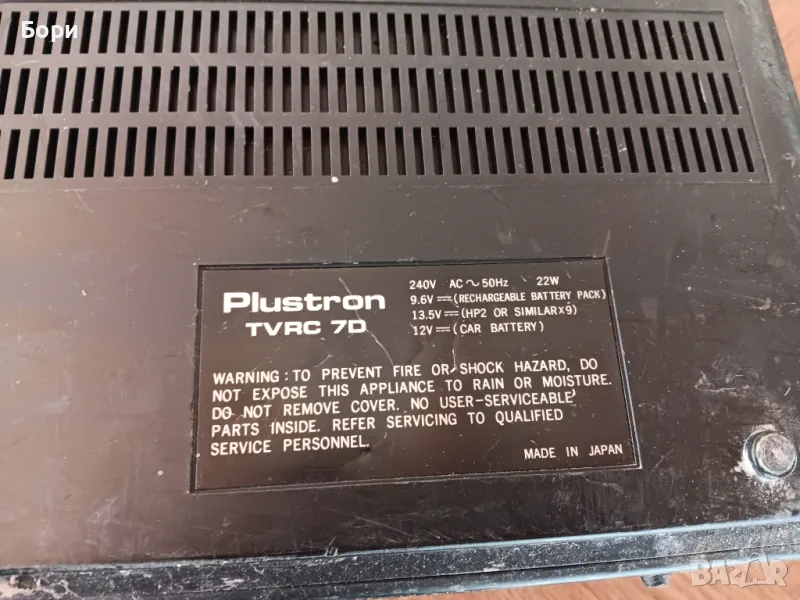 Бори
Plustron
TVRC 7D
240V AC ~ 50Hz 22W
9.6V ⎓ (RECHARGEABLE BATTERY PACK)
13.5V ⎓ (HP2 OR SIMILAR×9)
12V ⎓ (CAR BATTERY)
WARNING : TO PREVENT FIRE OR SHOCK HAZARD, DO
NOT EXPOSE THIS APPLIANCE TO RAIN OR MOISTURE.
DO NOT REMOVE COVER. NO USER-SERVICEABLE
PARTS INSIDE. REFER SERVICING TO QUALIFIED
SERVICE PERSONNEL.
MADE IN JAPAN
BAZAR